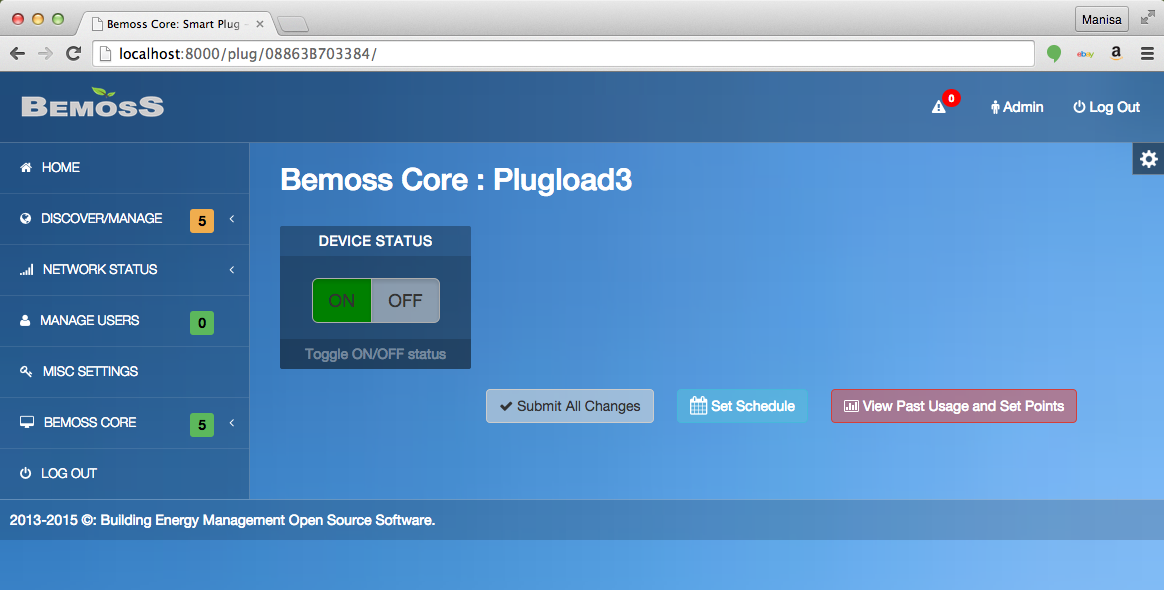 Bemoss Core: Smart Plug -
Manisa
localhost:8000/plug/08863B703384/
ebay
a
BEMOSS
0
Admin
Log Out
HOME
DISCOVER/MANAGE 5
NETWORK STATUS
MANAGE USERS 0
MISC SETTINGS
BEMOSS CORE 5
LOG OUT
Bemoss Core : Plugload3
DEVICE STATUS
ON OFF
Toggle ON/OFF status
Submit All Changes
Set Schedule
View Past Usage and Set Points
2013-2015 ©: Building Energy Management Open Source Software.